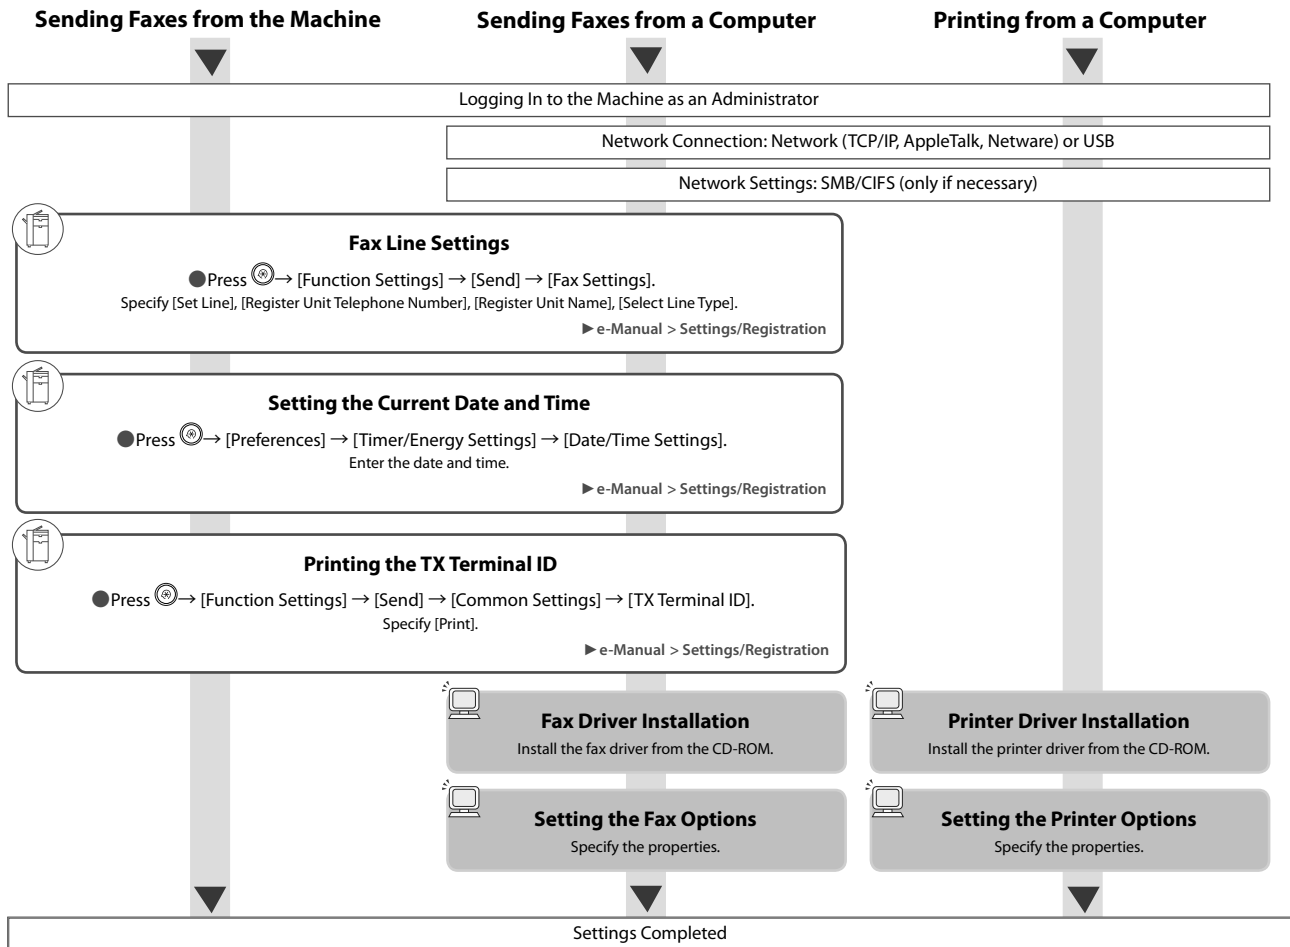 Sending Faxes from the Machine
Sending Faxes from a Computer
Printing from a Computer
Logging In to the Machine as an Administrator
Network Connection: Network (TCP/IP, AppleTalk, Netware) or USB
Network Settings: SMB/CIFS (only if necessary)
Fax Line Settings
●Press → [Function Settings] → [Send] → [Fax Settings].
Specify [Set Line], [Register Unit Telephone Number], [Register Unit Name], [Select Line Type].
►e-Manual > Settings/Registration
Setting the Current Date and Time
●Press → [Preferences] → [Timer/Energy Settings] → [Date/Time Settings].
Enter the date and time.
►e-Manual > Settings/Registration
Printing the TX Terminal ID
●Press → [Function Settings] → [Send] → [Common Settings] → [TX Terminal ID].
Specify [Print].
►e-Manual > Settings/Registration
Fax Driver Installation
Install the fax driver from the CD-ROM.
Printer Driver Installation
Install the printer driver from the CD-ROM.
Setting the Fax Options
Specify the properties.
Setting the Printer Options
Specify the properties.
Settings Completed